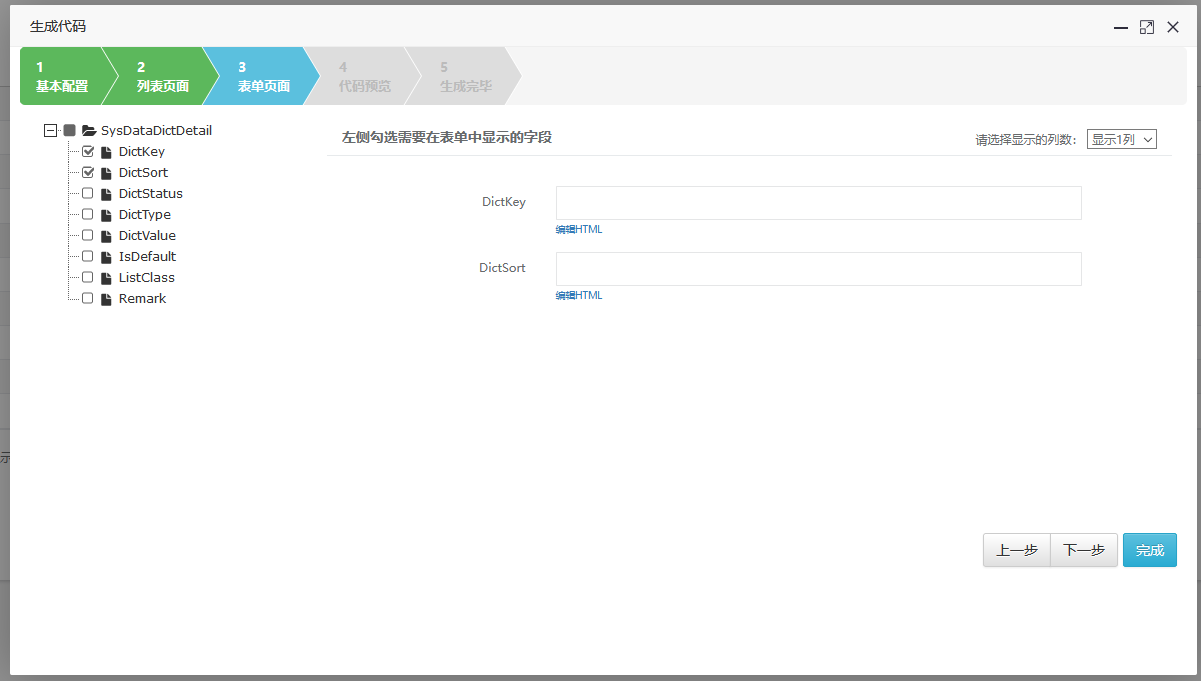 生成代码
1
基本配置
2
列表页面
3
表单页面
4
代码预览
5
生成完毕
SysDataDictDetail
DictKey
DictSort
DictStatus
DictType
DictValue
IsDefault
ListClass
Remark
左侧勾选需要在表单中显示的字段
请选择显示的列数：
显示1列
DictKey
编辑HTML
DictSort
编辑HTML
示
上一步
下一步
完成